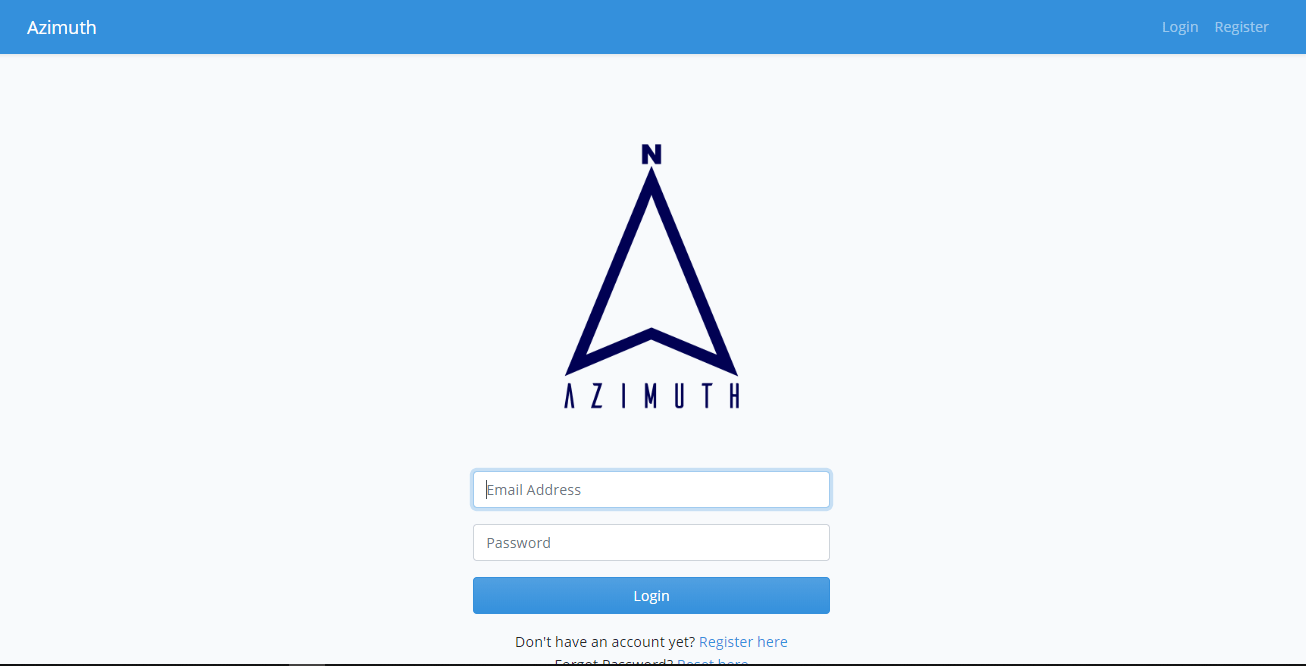 Azimuth
Login Register
N
AZIMUTH
Email Address
Password
Login
Don't have an account yet? Register here
Forgot Password? Reset here